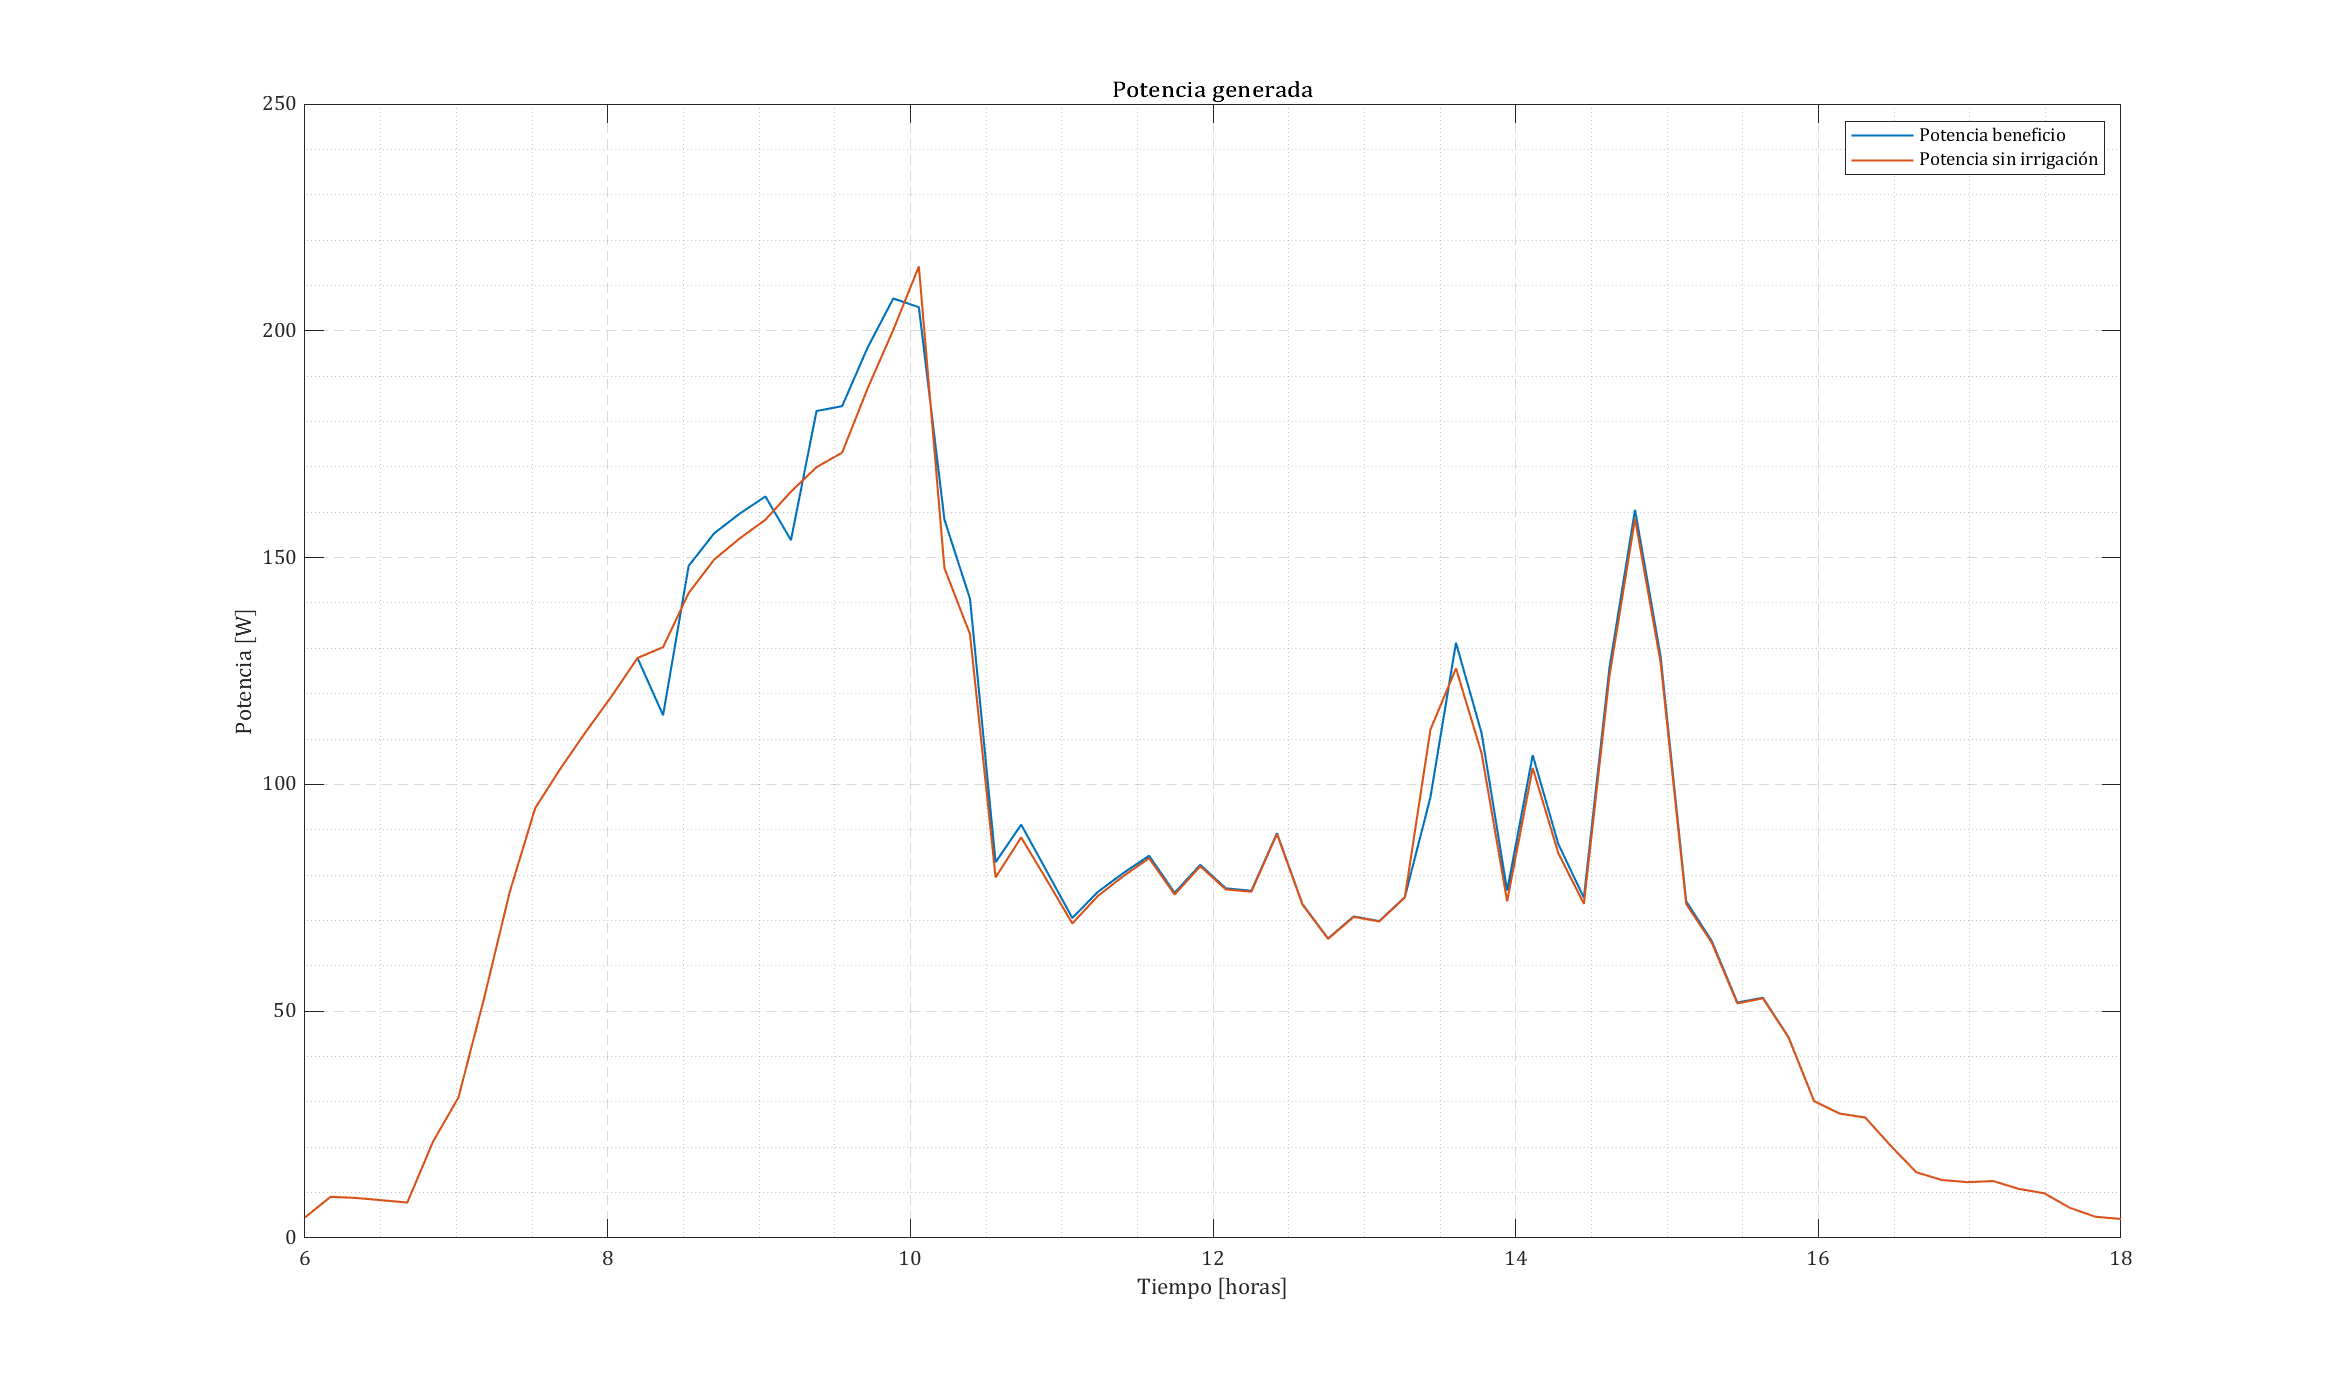 Potencia generada
250
200
150
100
50
0
Potencia [W]
Potencia beneficio
Potencia sin irrigación
6 8 10 12 14 16 18
Tiempo [horas]